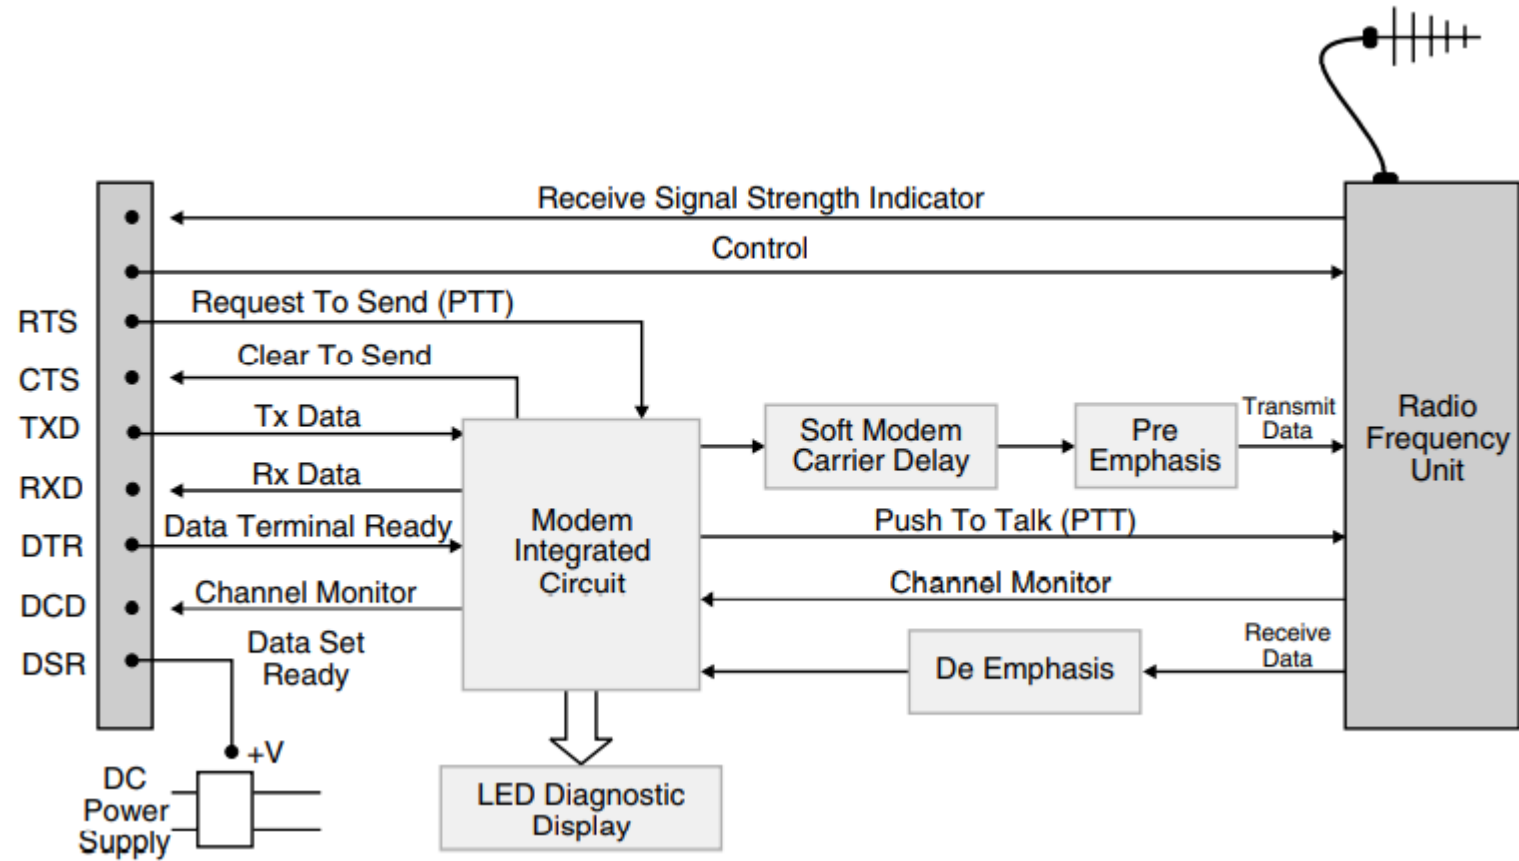 Receive Signal Strength Indicator
Control
Request To Send (PTT)
RTS
Clear To Send
CTS
Tx Data
TXD
Rx Data
RXD
Data Terminal Ready
DTR
Channel Monitor
DCD
Data Set
Ready
DSR
+V
DC
Power
Supply
Modem
Integrated
Circuit
LED Diagnostic
Display
Soft Modem
Carrier Delay
Pre
Emphasis
Transmit
Data
Push To Talk (PTT)
Channel Monitor
De Emphasis
Receive
Data
Radio
Frequency
Unit